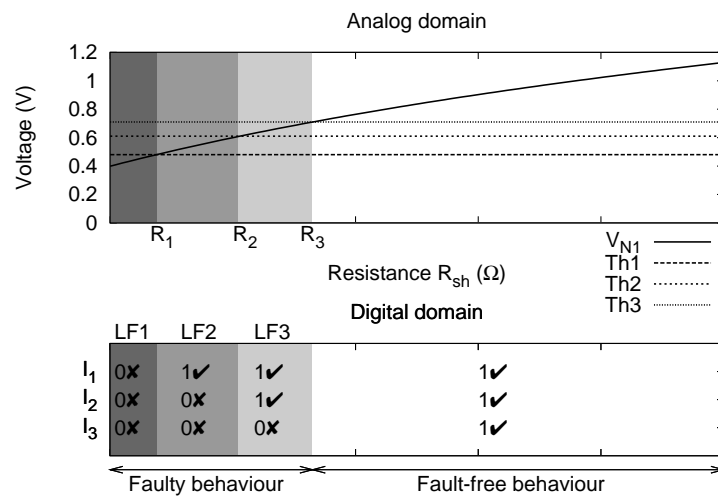 Analog domain
1.2
1
0.8
0.6
0.4
0.2
0
Voltage (V)
R1 R2 R3
Resistance Rsh (Ω)
VN1
Th1
Th2
Th3
Digital domain
LF1 LF2 LF3
I1 0✘ 1✔ 1✔ 1✔
I2 0✘ 0✘ 1✔ 1✔
I3 0✘ 0✘ 0✘ 1✔
Faulty behaviour Fault-free behaviour